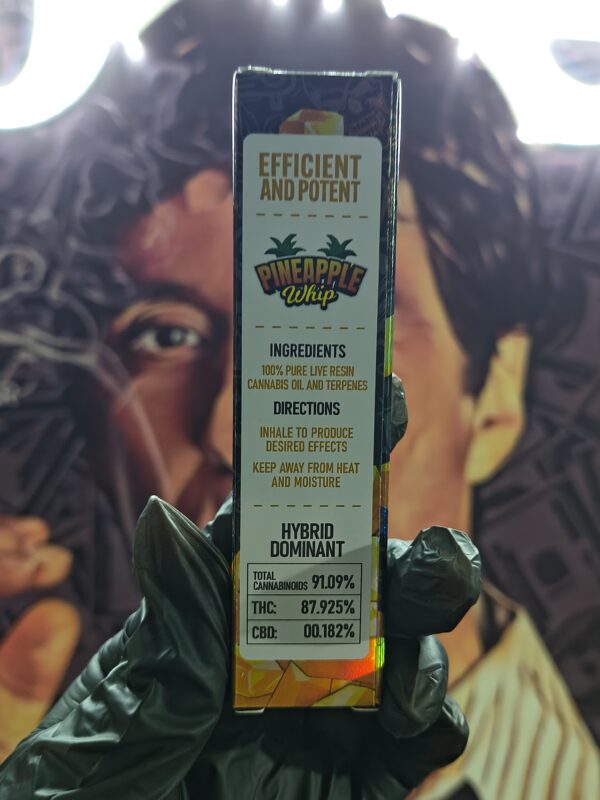 EFFICIENT
AND POTENT
PINEAPPLE
Whip
INGREDIENTS
100% PURE LIVE RESIN
CANNABIS OIL AND TERPENES
DIRECTIONS
INHALE TO PRODUCE
DESIRED EFFECTS
KEEP AWAY FROM HEAT
AND MOISTURE
HYBRID
DOMINANT
TOTAL
CANNABINOIDS 91.09%
THC: 87.925%
CBD: 00.182%